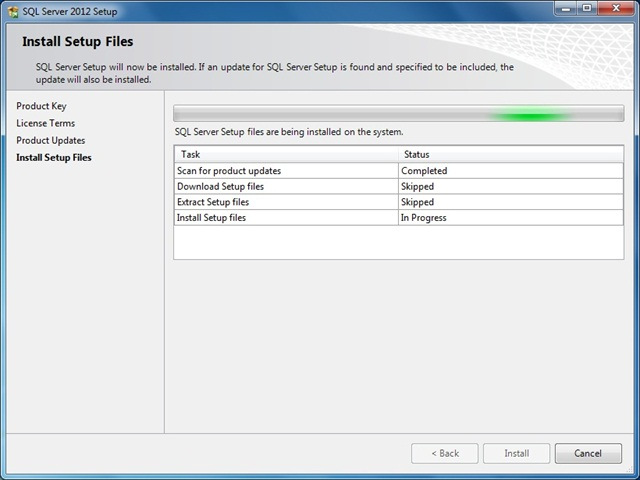 SQL Server 2012 Setup
Install Setup Files
SQL Server Setup will now be installed. If an update for SQL Server Setup is found and specified to be included, the
update will also be installed.
Product Key
License Terms
Product Updates
Install Setup Files
SQL Server Setup files are being installed on the system.
Task Status
Scan for product updates Completed
Download Setup files Skipped
Extract Setup files Skipped
Install Setup files In Progress
< Back Install Cancel